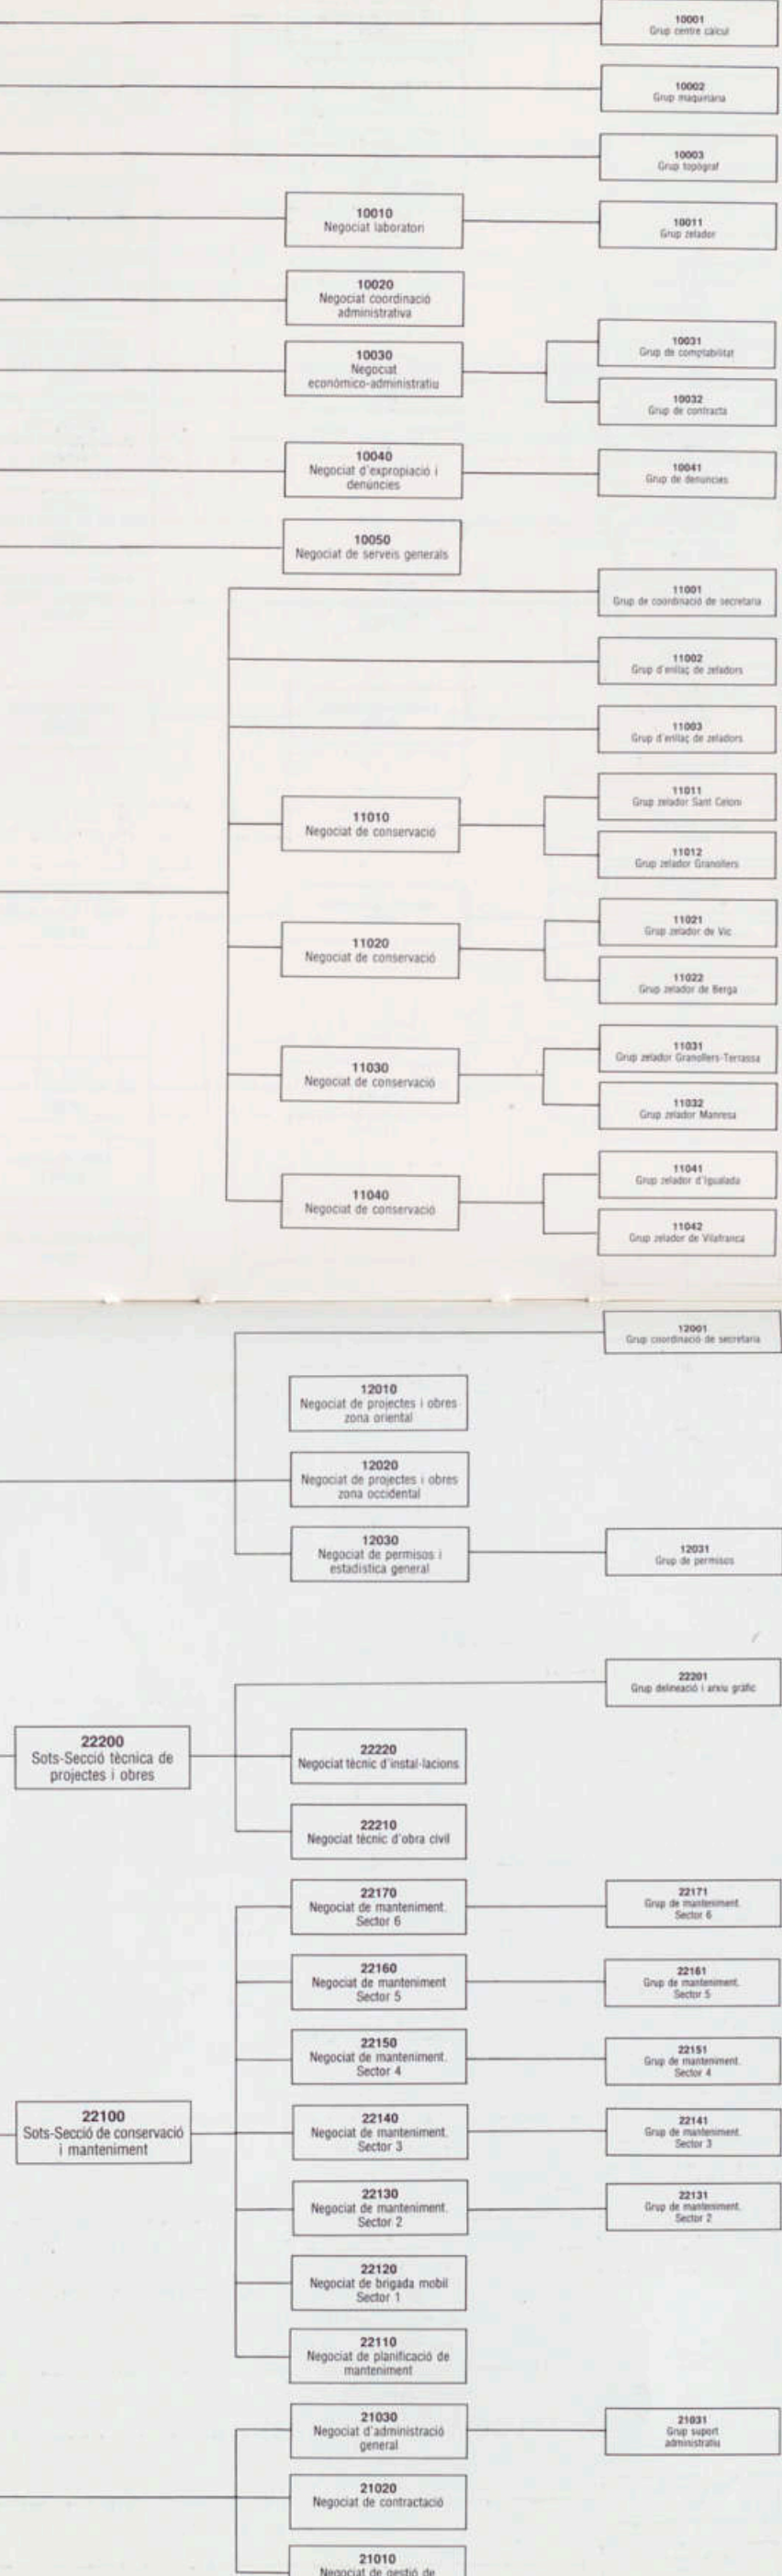 10001
Grup centre càlcul
10002
Grup maquinària
10003
Grup topògraf
10010
Negociat laboratori
10011
Grup zelador
10020
Negociat coordinació
administrativa
10030
Negociat
econòmico-administratiu
10031
Grup de comptabilitat
10032
Grup de contracta
10040
Negociat d'expropiació i
denúncies
10041
Grup de denúncies
10050
Negociat de serveis generals
11001
Grup de coordinació de secretaria
11002
Grup d'enllaç de zeladors
11003
Grup d'enllaç de zeladors
11010
Negociat de conservació
11011
Grup zelador Sant Celoni
11012
Grup zelador Granollers
11020
Negociat de conservació
11021
Grup zelador de Vic
11022
Grup zelador de Berga
11030
Negociat de conservació
11031
Grup zelador Granollers-Terrassa
11032
Grup zelador Manresa
11040
Negociat de conservació
11041
Grup zelador d'Igualada
11042
Grup zelador de Vilafranca
12001
Grup coordinació de secretaria
12010
Negociat de projectes i obres
zona oriental
12020
Negociat de projectes i obres
zona occidental
12030
Negociat de permisos i
estadística general
12031
Grup de permisos
22201
Grup delineació i arxiu gràfic
22200
Sots-Secció tècnica de
projectes i obres
22220
Negociat tècnic d'instal-lacions
22210
Negociat tècnic d'obra civil
22170
Negociat de manteniment.
Sector 6
22171
Grup de manteniment.
Sector 6
22160
Negociat de manteniment
Sector 5
22161
Grup de manteniment.
Sector 5
22150
Negociat de manteniment.
Sector 4
22151
Grup de manteniment.
Sector 4
22100
Sots-Secció de conservació
i manteniment
22140
Negociat de manteniment.
Sector 3
22141
Grup de manteniment.
Sector 3
22130
Negociat de manteniment.
Sector 2
22131
Grup de manteniment.
Sector 2
22120
Negociat de brigada mobil
Sector 1
22110
Negociat de planificació de
manteniment
21030
Negociat d'administració
general
21031
Grup suport
administratiu
21020
Negociat de contractació
21010
Negociat de gestió de